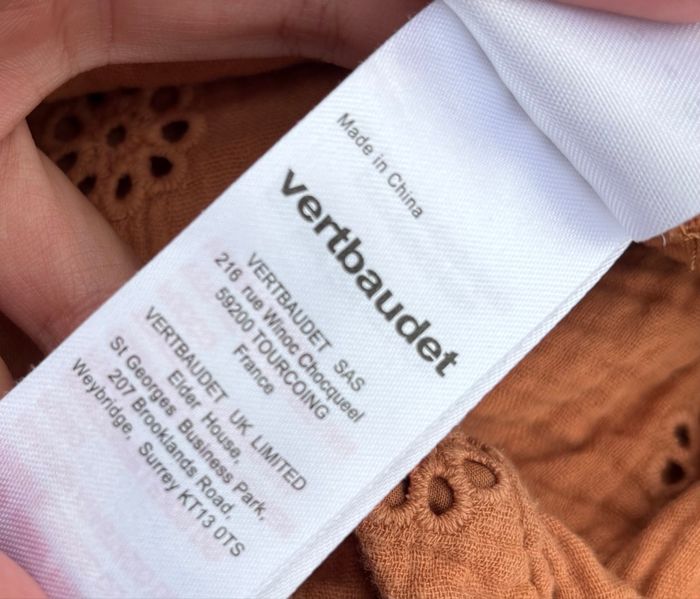 Made in China
vertbaudet
VERTBAUDET SAS
216 rue Winoc Chocqueel
59200 TOURCOING
France
VERTBAUDET UK LIMITED
Elder House,
St Georges Business Park,
207 Brooklands Road,
Weybridge, Surrey KT13 0TS